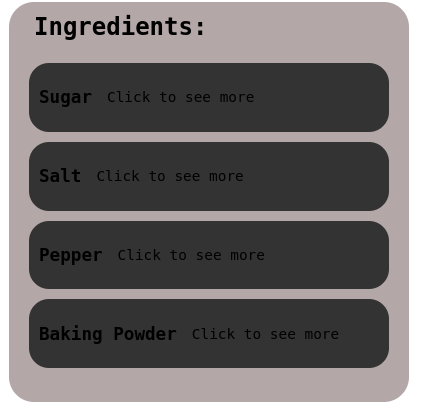 Ingredients:
Sugar Click to see more
Salt Click to see more
Pepper Click to see more
Baking Powder Click to see more